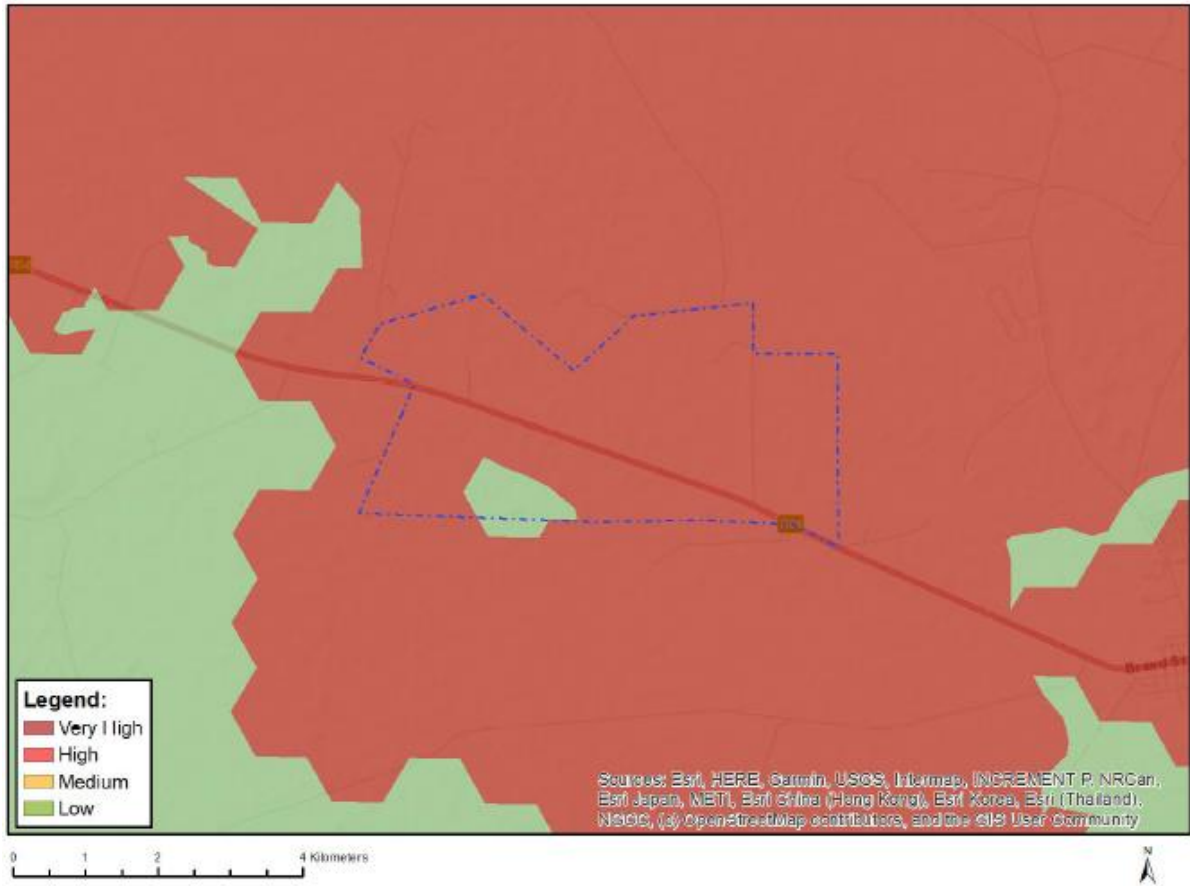 Legend:
Very High
High
Medium
Low
Sources: Esri, HERE, Garmin, USGS, Intermap, INCREMENT P, NRCan,
Esri Japan, METI, Esri China (Hong Kong), Esri Korea, Esri (Thailand),
NGCC, (c) OpenStreetMap contributors, and the GIS User Community
0 1 2 4 Kilometers
N